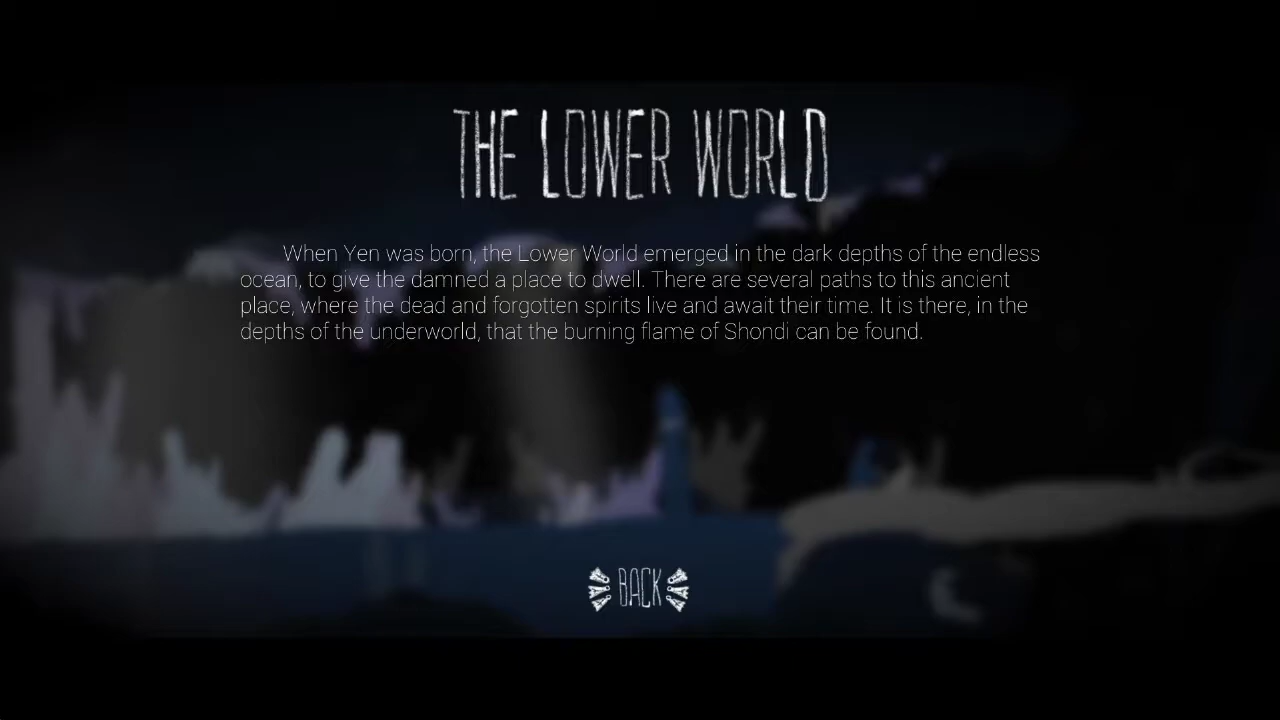 THE LOWER WORLD
When Yen was born, the Lower World emerged in the dark depths of the endless
ocean, to give the damned a place to dwell. There are several paths to this ancient
place, where the dead and forgotten spirits live and await their time. It is there, in the
depths of the underworld, that the burning flame of Shondi can be found.
BACK